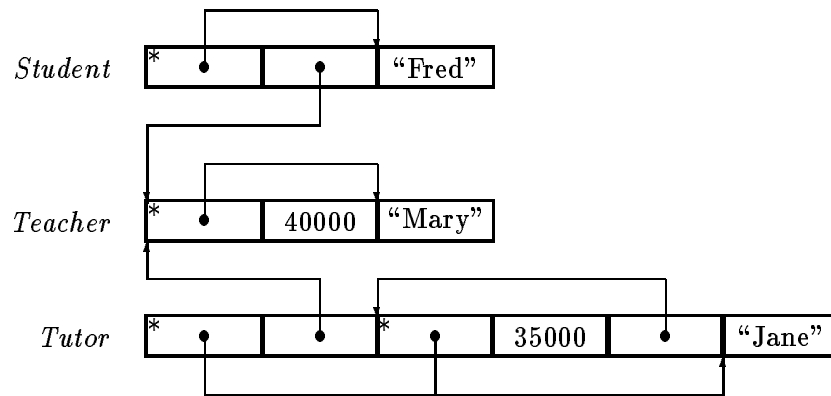 Student * “Fred”
Teacher * 40000 “Mary”
Tutor * * 35000 “Jane”